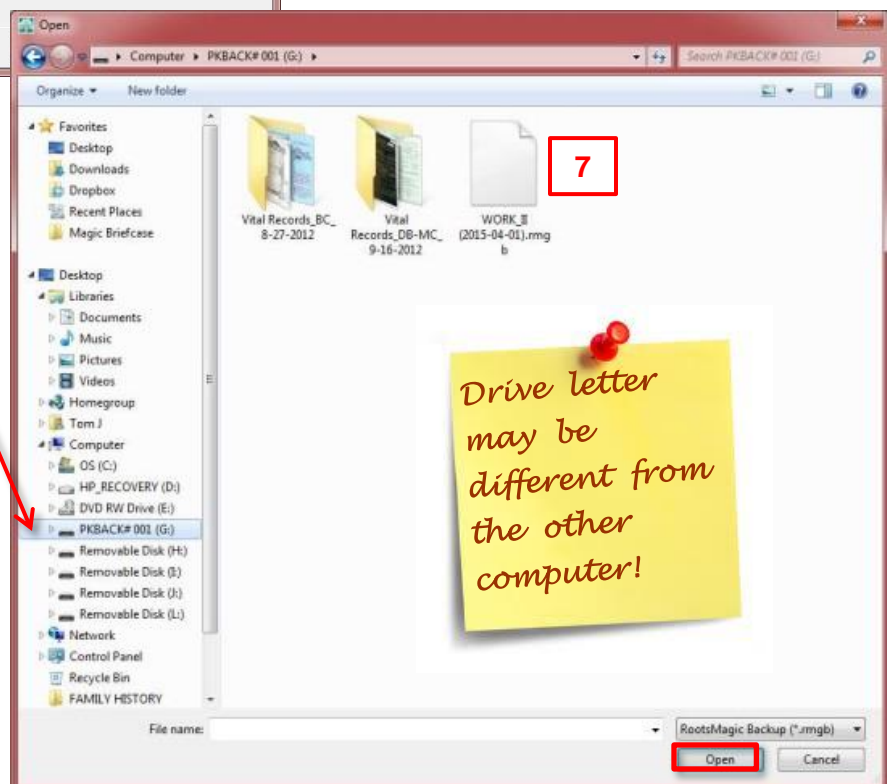 Open
Computer PKBACK# 001 (G:)
Search PKBACK# 001 (G:)
Organize New folder
Favorites
Desktop
Downloads
Dropbox
Recent Places
Magic Briefcase
Desktop
Libraries
Documents
Music
Pictures
Videos
Homegroup
Tom J
Computer
OS (C:)
HP_RECOVERY (D:)
DVD RW Drive (E:)
PKBACK# 001 (G:)
Removable Disk (H:)
Removable Disk (I:)
Removable Disk (J:)
Removable Disk (L:)
Network
Control Panel
Recycle Bin
FAMILY HISTORY
Vital Records_BC_
8-27-2012
Vital
Records_DB-MC_
9-16-2012
WORK_II
(2015-04-01).rmg
b
7
Drive letter
may be
different from
the other
computer!
File name:
RootsMagic Backup (*.rmgb)
Open Cancel